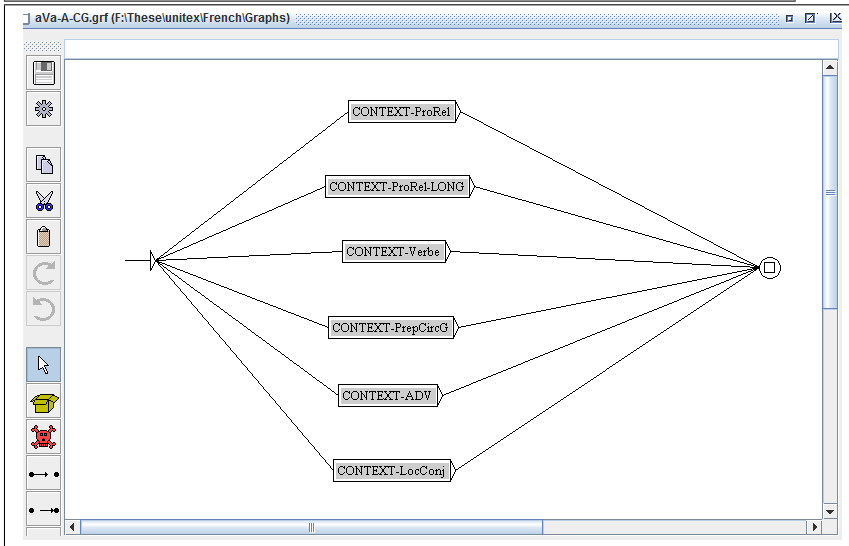 aVa-A-CG.grf (F:\These\unitex\French\Graphs)
CONTEXT-ProRel
CONTEXT-ProRel-LONG
CONTEXT-Verbe
CONTEXT-PrepCircG
CONTEXT-ADV
CONTEXT-LocConj